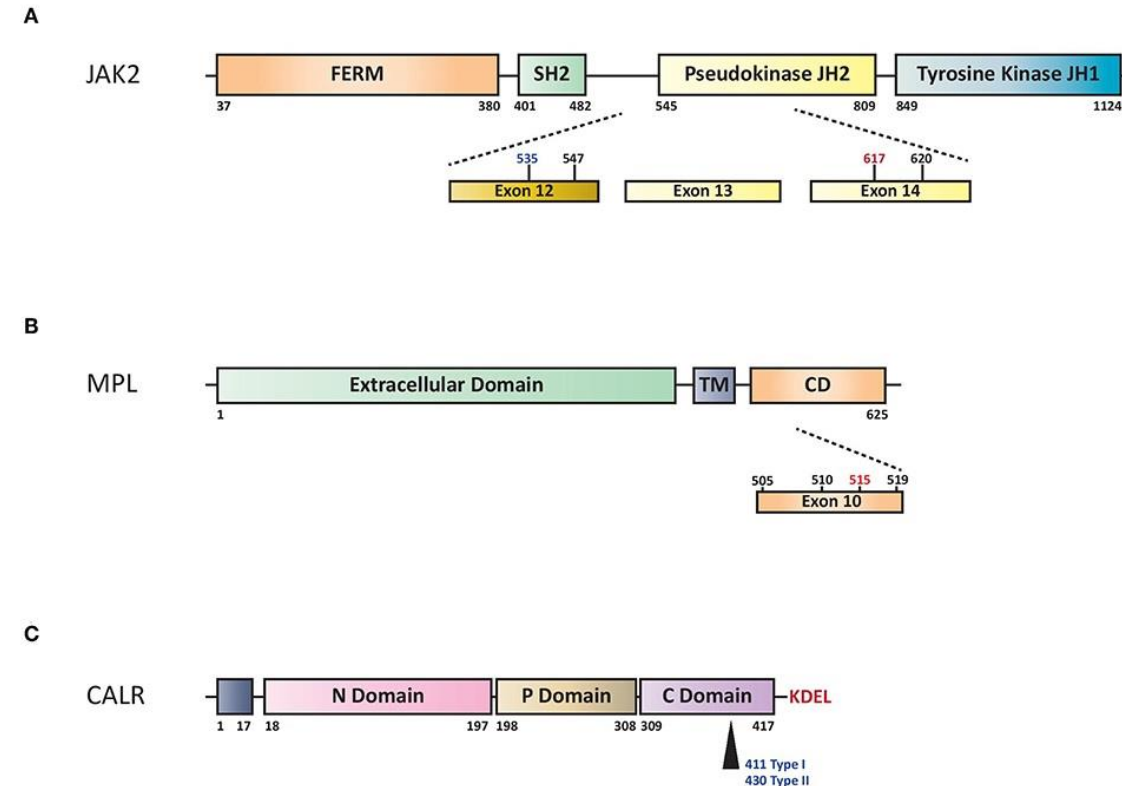 A
JAK2
FERM
SH2
Pseudokinase JH2
Tyrosine Kinase JH1
37 380 401 482 545 809 849 1124
535 547 617 620
Exon 12
Exon 13
Exon 14
B
MPL
Extracellular Domain
TM
CD
1 625
505 510 515 519
Exon 10
C
CALR
N Domain
P Domain
C Domain
KDEL
1 17 18 197 198 308 309 417
411 Type I
430 Type II